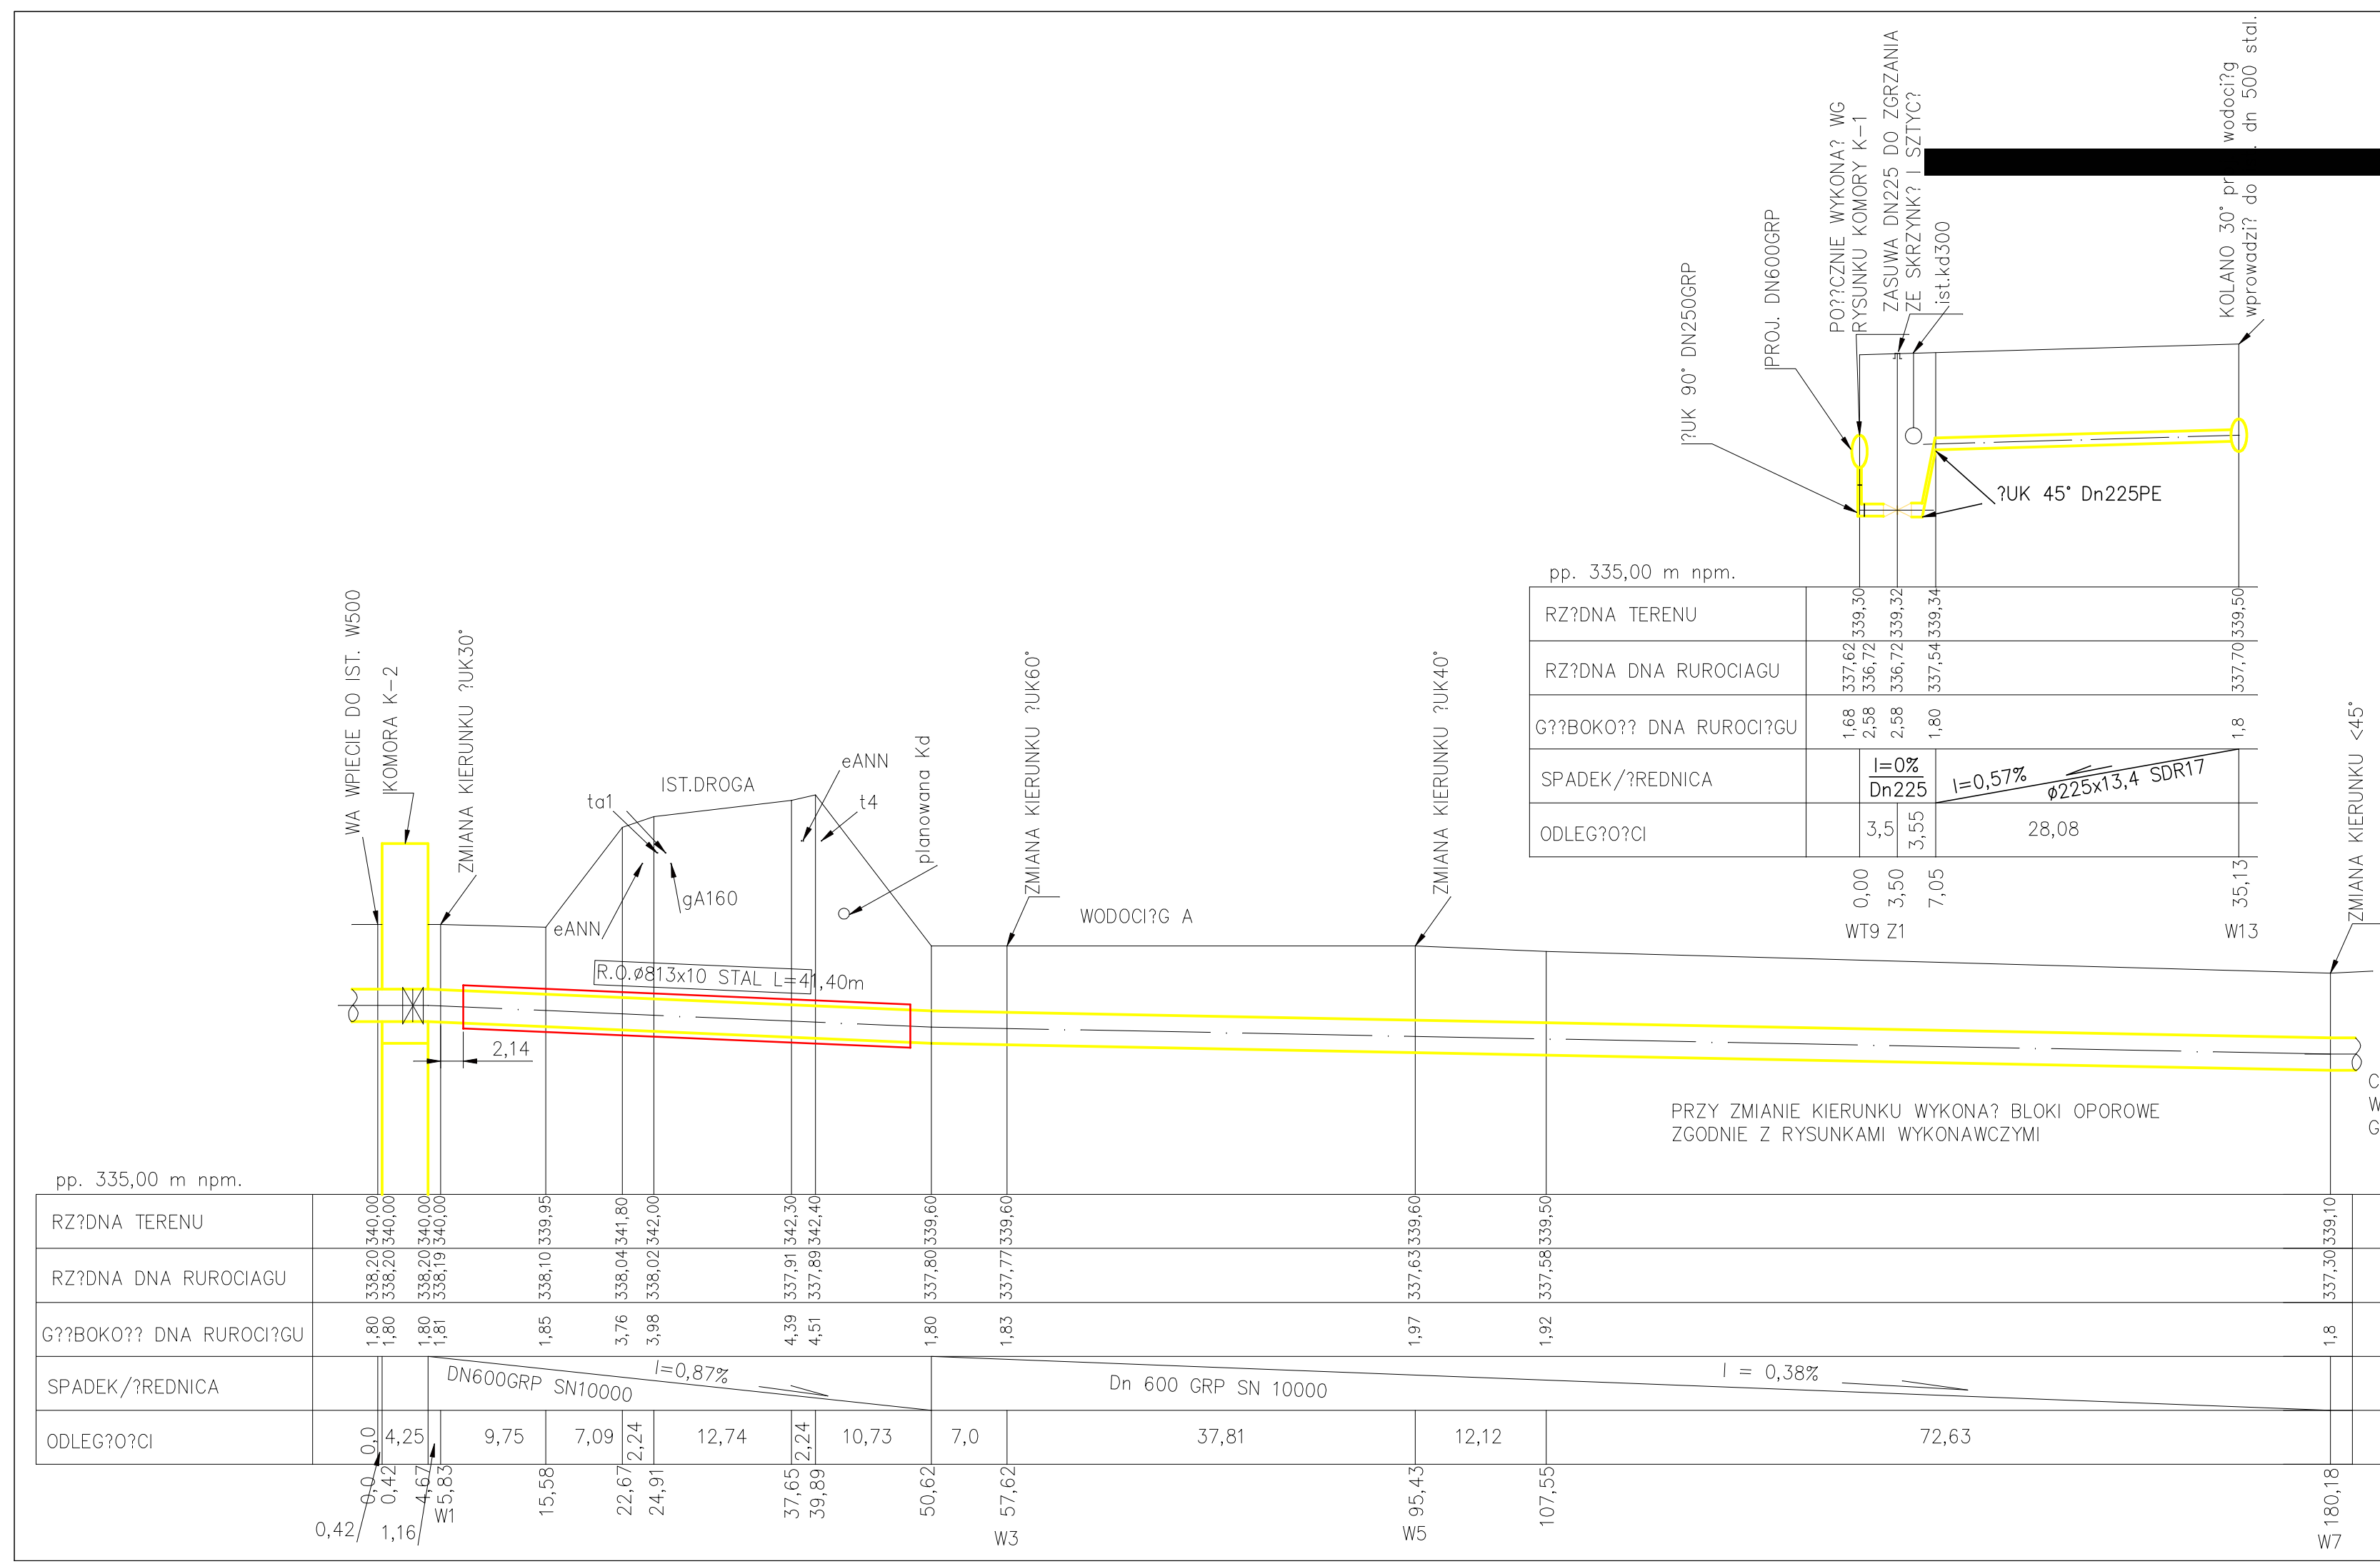 ?UK 90° DN250GRP
PROJ. DN600GRP
PO???CZNIE WYKONA? WG
RYSUNKU KOMORY K-1
ZASUWA DN225 DO ZGRZANIA
ZE SKRZYNK? I SZTYC?
ist.kd300
KOLANO 30° pr wodoci?g
wprowadzi? do . dn 500 stal.
?UK 45° Dn225PE
pp. 335,00 m npm.
RZ?DNA TERENU
339,30 339,32 339,34 339,50
RZ?DNA DNA RUROCIAGU
337,62 336,72 336,72 337,54 337,70
G??BOKO?? DNA RUROCI?GU
1,68 2,58 2,58 1,80 1,8
SPADEK/?REDNICA
I=0%
Dn225
I=0,57%
ø225x13,4 SDR17
ODLEG?O?CI
3,5 3,55 28,08
0,00 3,50 7,05 35,13
WT9 Z1 W13
WA WPIECIE DO IST. W500
KOMORA K-2
ZMIANA KIERUNKU ?UK30°
ta1
IST.DROGA
eANN
t4
planowana Kd
gA160
eANN
ZMIANA KIERUNKU ?UK60°
WODOCI?G A
ZMIANA KIERUNKU ?UK40°
ZMIANA KIERUNKU <45°
R.O.ø813x10 STAL L=41,40m
2,14
PRZY ZMIANIE KIERUNKU WYKONA? BLOKI OPOROWE
ZGODNIE Z RYSUNKAMI WYKONAWCZYMI
C
W
G
pp. 335,00 m npm.
RZ?DNA TERENU
340,00 340,00 340,00 340,00 339,95 341,80 342,00 342,30 342,40 339,60 339,60 339,60 339,50 339,10
RZ?DNA DNA RUROCIAGU
338,20 338,20 338,20 338,19 338,10 338,04 338,02 337,91 337,89 337,80 337,77 337,63 337,58 337,30
G??BOKO?? DNA RUROCI?GU
1,80 1,80 1,80 1,81 1,85 3,76 3,98 4,39 4,51 1,80 1,83 1,97 1,92 1,8
SPADEK/?REDNICA
DN600GRP SN10000
I=0,87%
Dn 600 GRP SN 10000
I = 0,38%
ODLEG?O?CI
0,0 4,25 9,75 7,09 2,24 12,74 2,24 10,73 7,0 37,81 12,12 72,63
0,0 0,42 4,67 5,83 15,58 22,67 24,91 37,65 39,89 50,62 57,62 95,43 107,55 180,18
0,42 1,16
W1 W3 W5 W7